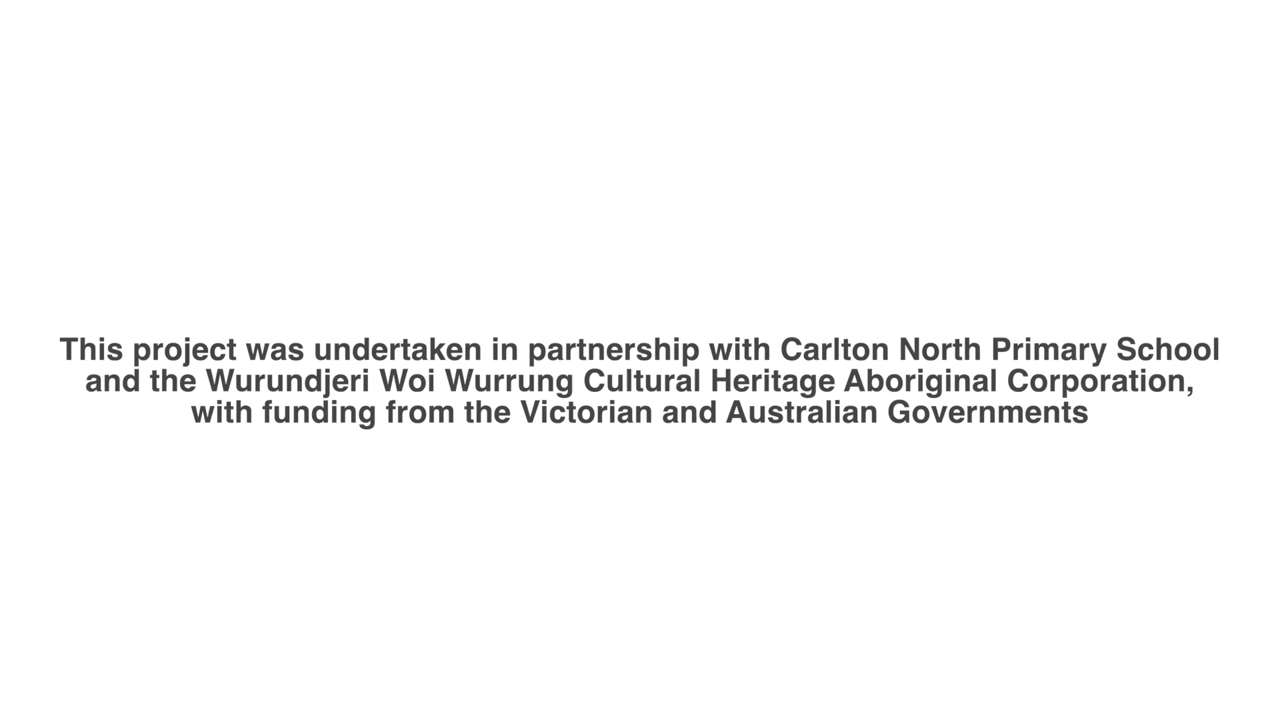 This project was undertaken in partnership with Carlton North Primary School
and the Wurundjeri Woi Wurrung Cultural Heritage Aboriginal Corporation,
with funding from the Victorian and Australian Governments